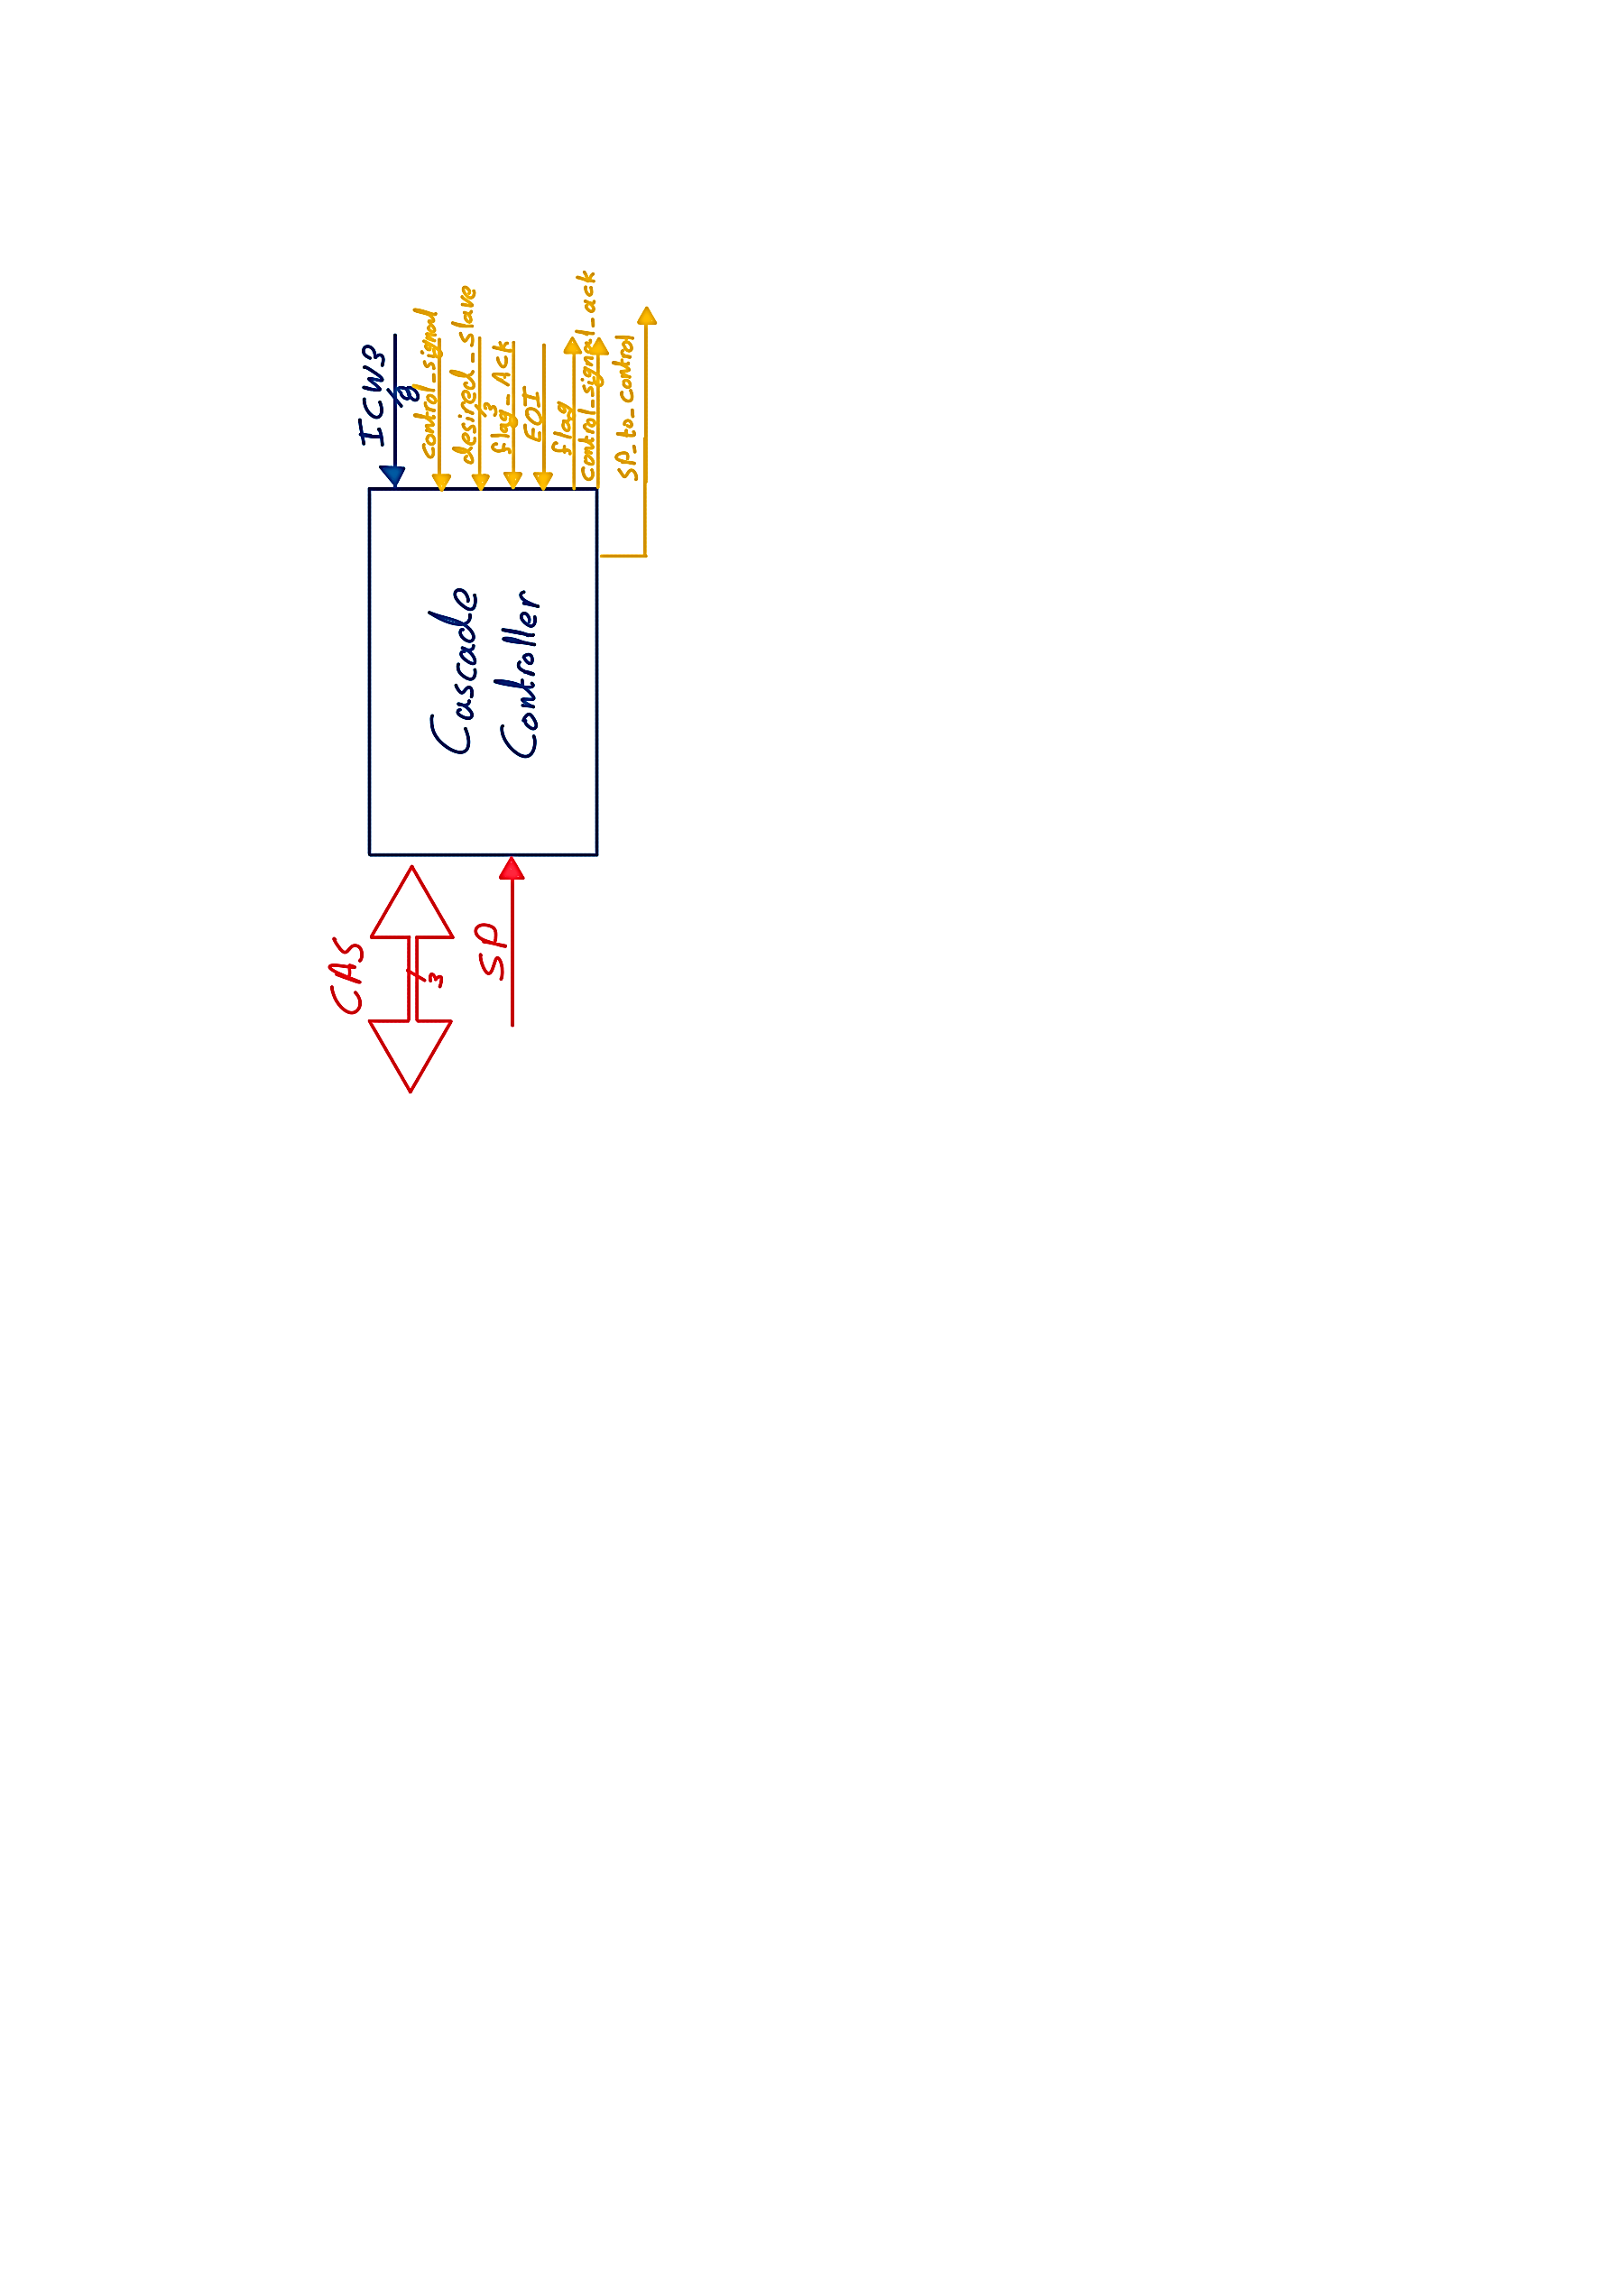 ICW3
8
control_signal
desired_slave
3
flag_Ack
EOI
flag
control_signal_ack
SP_to_control
Cascade
Controller
CAS
3
SP